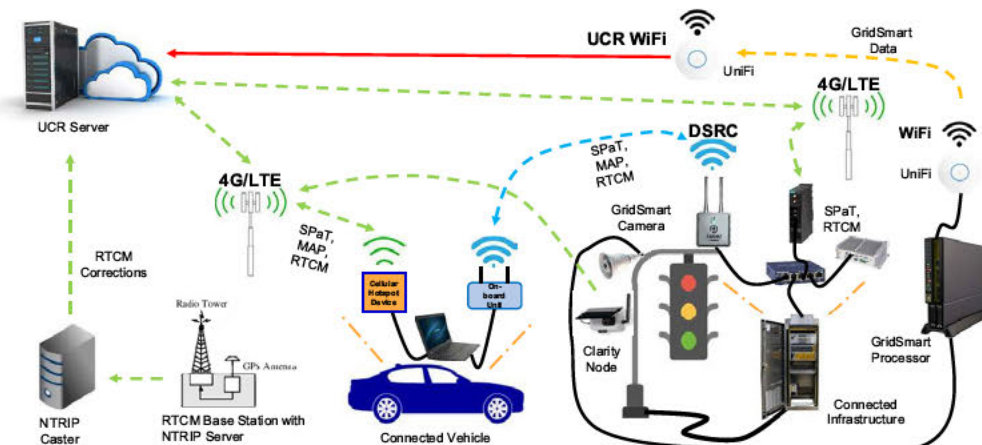 UCR WiFi
UniFi
GridSmart
Data
UCR Server
4G/LTE
WiFi
UniFi
DSRC
SPaT,
MAP,
RTCM
4G/LTE
SPaT,
MAP,
RTCM
GridSmart
Camera
SPaT,
RTCM
RTCM
Corrections
Cellular
Hotspot
Device
On-
board
Unit
Radio Tower
GPs Antenna
Clarity
Node
GridSmart
Processor
NTRIP
Caster
RTCM Base Station with
NTRIP Server
Connected Vehicle
Connected
Infrastructure